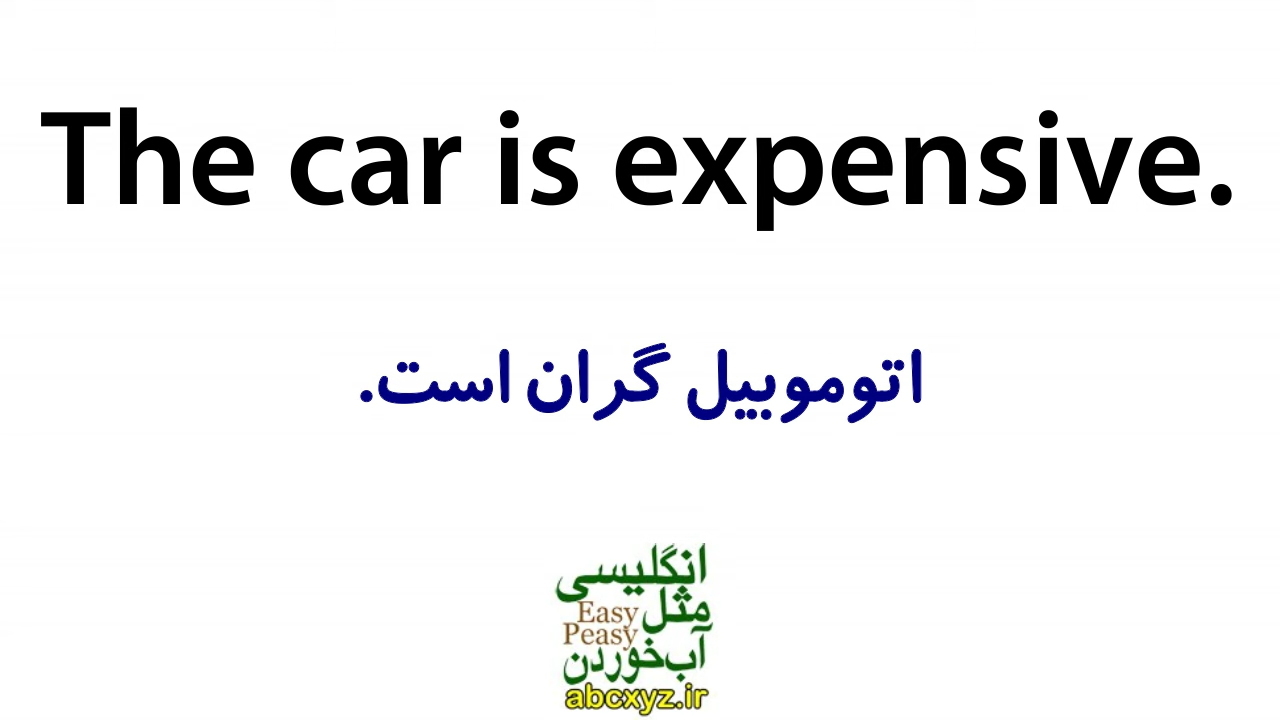 The car is expensive.
اتوموبیل گران است.
انگلیسی
مثل Easy
Peasy
آب‌خوردن
abcxyz.ir